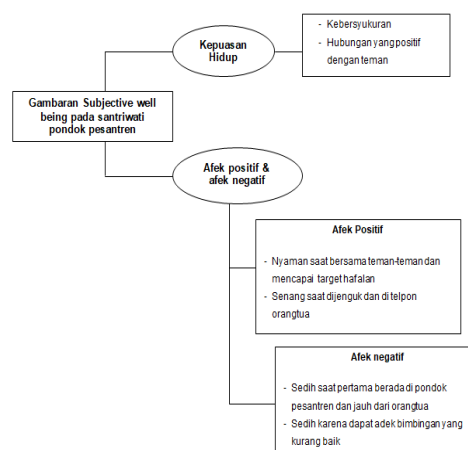 Kepuasan
Hidup
- Kebersyukuran
- Hubungan yang positif
dengan teman
Gambaran Subjective well
being pada santriwati
pondok pesantren
Afek positif &
afek negatif
Afek Positif
- Nyaman saat bersama teman-teman dan
mencapai target hafalan
- Senang saat dijenguk dan di telpon
orangtua
Afek negatif
- Sedih saat pertama berada di pondok
pesantren dan jauh dari orangtua
- Sedih karena dapat adek bimbingan yang
kurang baik